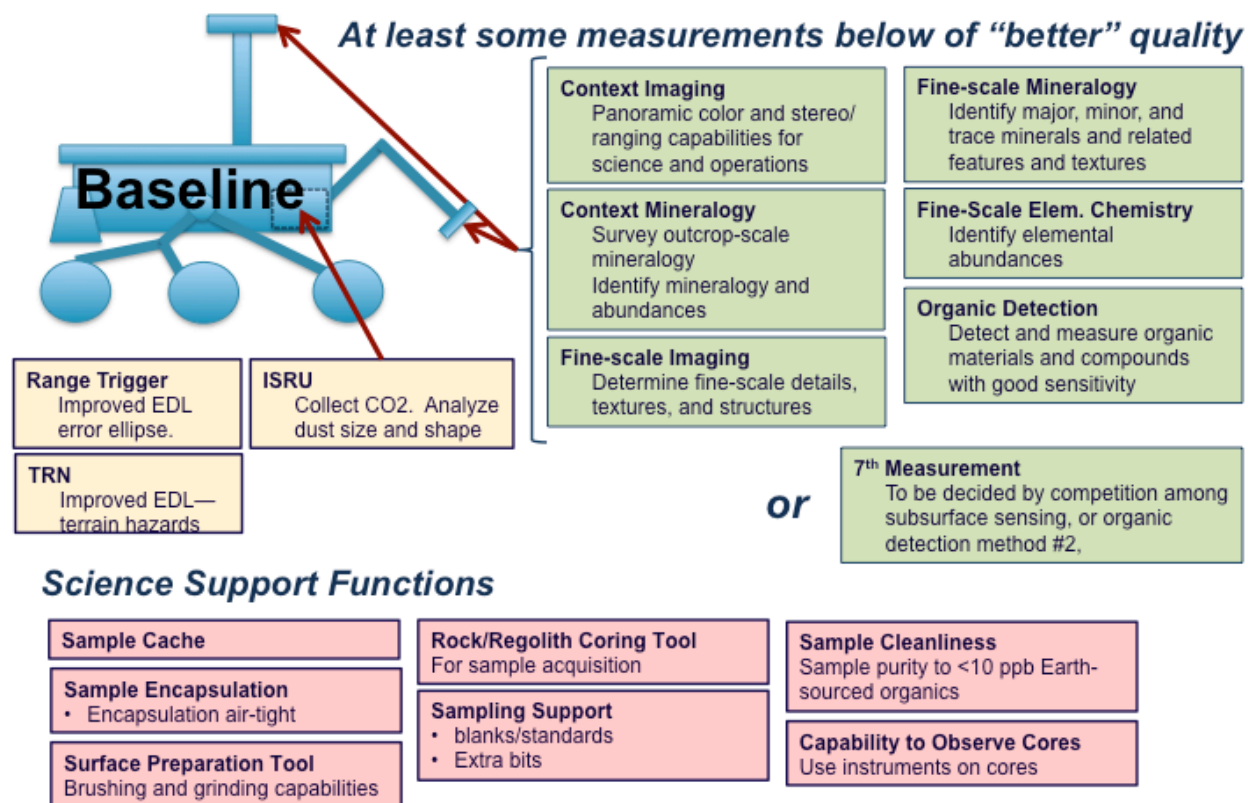 At least some measurements below of “better” quality
Baseline
Context Imaging
Panoramic color and stereo/
ranging capabilities for
science and operations
Context Mineralogy
Survey outcrop-scale
mineralogy
Identify mineralogy and
abundances
Fine-scale Imaging
Determine fine-scale details,
textures, and structures
Fine-scale Mineralogy
Identify major, minor, and
trace minerals and related
features and textures
Fine-Scale Elem. Chemistry
Identify elemental
abundances
Organic Detection
Detect and measure organic
materials and compounds
with good sensitivity
Range Trigger
Improved EDL
error ellipse.
ISRU
Collect CO2.  Analyze
dust size and shape
TRN
Improved EDL—
terrain hazards
or
7th Measurement
To be decided by competition among
subsurface sensing, or organic
detection method #2,
Science Support Functions
Sample Cache
Sample Encapsulation
• Encapsulation air-tight
Surface Preparation Tool
Brushing and grinding capabilities
Rock/Regolith Coring Tool
For sample acquisition
Sampling Support
• blanks/standards
• Extra bits
Sample Cleanliness
Sample purity to <10 ppb Earth-
sourced organics
Capability to Observe Cores
Use instruments on cores